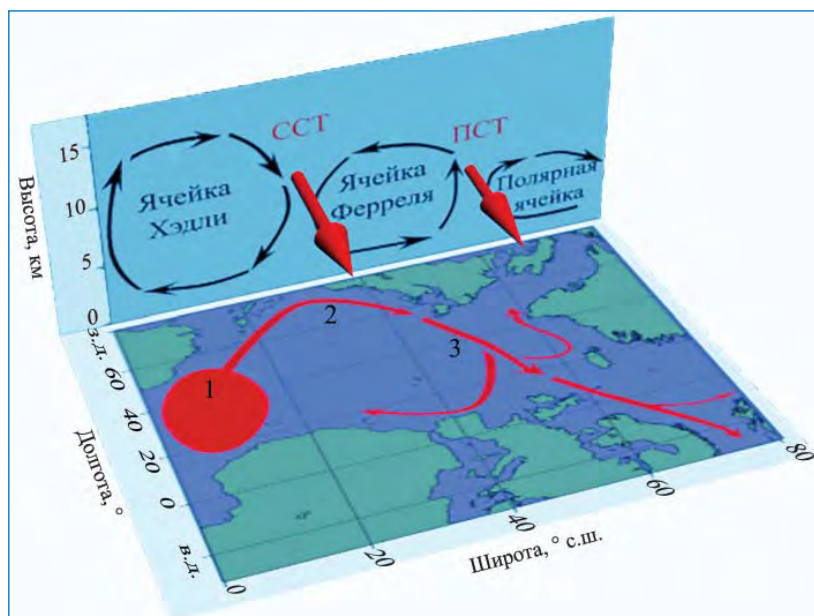 ССТ
ПСТ
Ячейка
Хэдли
Ячейка
Ферреля
Полярная
ячейка
Высота, км
15
10
5
0
з.д.
60
40
20
0
в.д.
Долгота, °
1
2
3
0
20
40
60
80
Широта, ° с.ш.